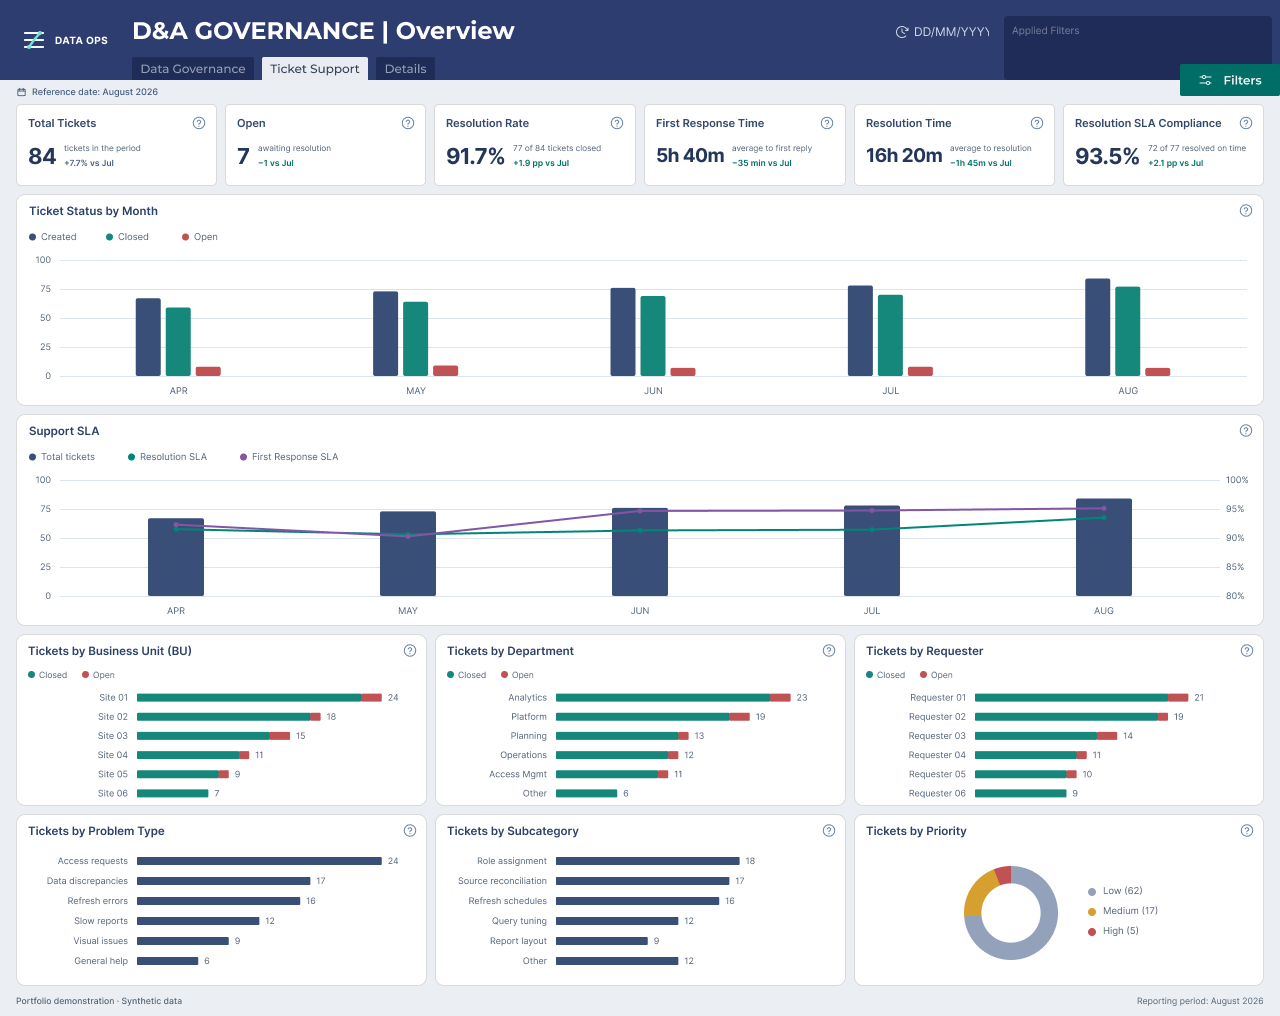 DATA OPS
D&A GOVERNANCE | Overview
DD/MM/YYYY
Applied Filters
Data Governance
Ticket Support
Details
Filters
Reference date: August 2026
Total Tickets
84
tickets in the period
+7.7% vs Jul
Open
7
awaiting resolution
−1 vs Jul
Resolution Rate
91.7%
77 of 84 tickets closed
+1.9 pp vs Jul
First Response Time
5h 40m
average to first reply
−35 min vs Jul
Resolution Time
16h 20m
average to resolution
−1h 45m vs Jul
Resolution SLA Compliance
93.5%
72 of 77 resolved on time
+2.1 pp vs Jul
Ticket Status by Month
Created
Closed
Open
100
75
50
25
0
APR
MAY
JUN
JUL
AUG
Support SLA
Total tickets
Resolution SLA
First Response SLA
100
75
50
25
0
100%
95%
90%
85%
80%
APR
MAY
JUN
JUL
AUG
Tickets by Business Unit (BU)
Closed
Open
Site 01 24
Site 02 18
Site 03 15
Site 04 11
Site 05 9
Site 06 7
Tickets by Department
Closed
Open
Analytics 23
Platform 19
Planning 13
Operations 12
Access Mgmt 11
Other 6
Tickets by Requester
Closed
Open
Requester 01 21
Requester 02 19
Requester 03 14
Requester 04 11
Requester 05 10
Requester 06 9
Tickets by Problem Type
Access requests 24
Data discrepancies 17
Refresh errors 16
Slow reports 12
Visual issues 9
General help 6
Tickets by Subcategory
Role assignment 18
Source reconciliation 17
Refresh schedules 16
Query tuning 12
Report layout 9
Other 12
Tickets by Priority
Low (62)
Medium (17)
High (5)
Portfolio demonstration · Synthetic data
Reporting period: August 2026